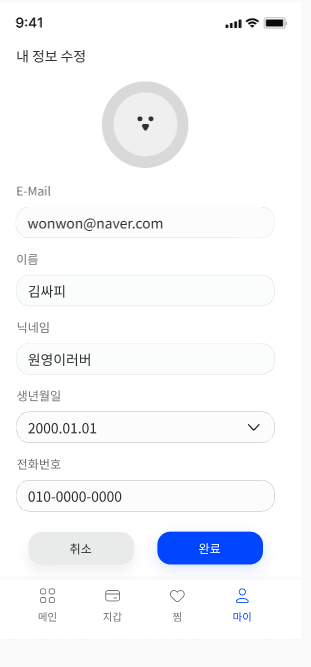 9:41
내 정보 수정
E-Mail
wonwon@naver.com
이름
김싸피
닉네임
원영이러버
생년월일
2000.01.01
전화번호
010-0000-0000
취소 완료
메인 지갑 찜 마이